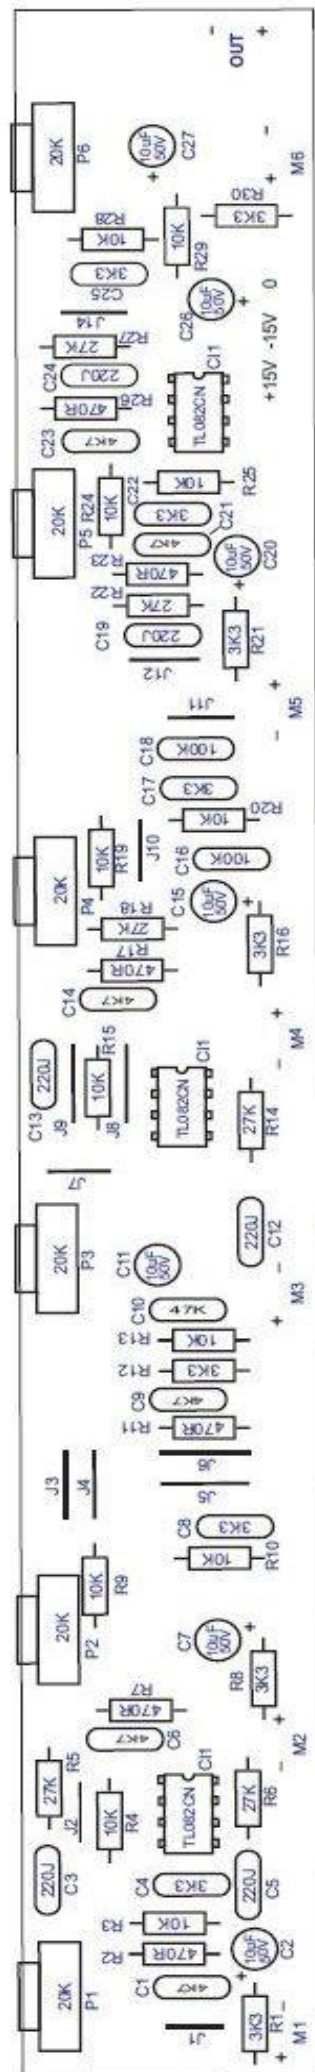 -
+
OUT
20K
P6
10uF
50V
+
C27
-
+
M6
R28
10K
10K
R29
R30
3K3
3K3
C25
J14
10uF
50V
C26
+
+15V -15V 0
R27
27K
C24
220J
470R
R26
C23
4K7
TL082CN
CI1
20K
P5
R24
10K
10K
R25
C22
3K3
4K7
C21
R23
470R
10uF
50V
+
C20
R22
27K
C19
220J
J12
3K3
R21
+
-
M5
J11
C18
100K
C17
3K3
10K
R20
20K
P4
10K
R19
J10
C16
100K
C15
10uF
50V
+
R18
27K
R17
470R
C14
4K7
3K3
R16
+
-
M4
C13
220J
J9
10K
R15
J8
TL082CN
CI1
27K
R14
J7
20K
P3
C11
10uF
50V
220J
C12
-
+
M3
C10
47K
R13
10K
R12
3K3
C9
4K7
R11
470R
J3
J4
J6
J5
C8
3K3
10K
R10
20K
P2
10K
R9
C7
10uF
50V
+
R8
3K3
R7
470R
4K7
C6
+
-
M2
27K
R5
J2
10K
R4
TL082CN
CI1
27K
R6
220J
C3
C4
3K3
220J
C5
R3
10K
R2
470R
10uF
50V
+
C2
20K
P1
C1
4K7
J1
3K3
R1
-
+
M1